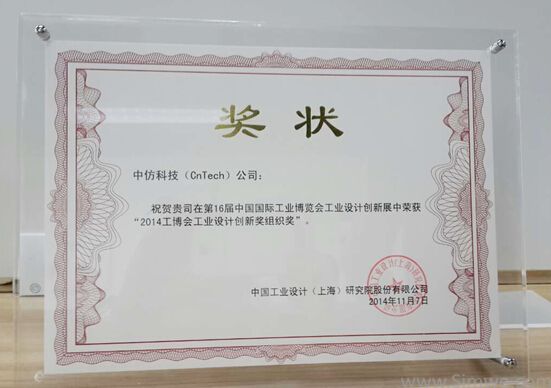 奖状
中仿科技（CnTech）公司：
祝贺贵司在第16届中国国际工业博览会工业设计创新展中荣获
“2014工博会工业设计创新奖组织奖”。
中国工业设计（上海）研究院股份有限公司
2014年11月7日